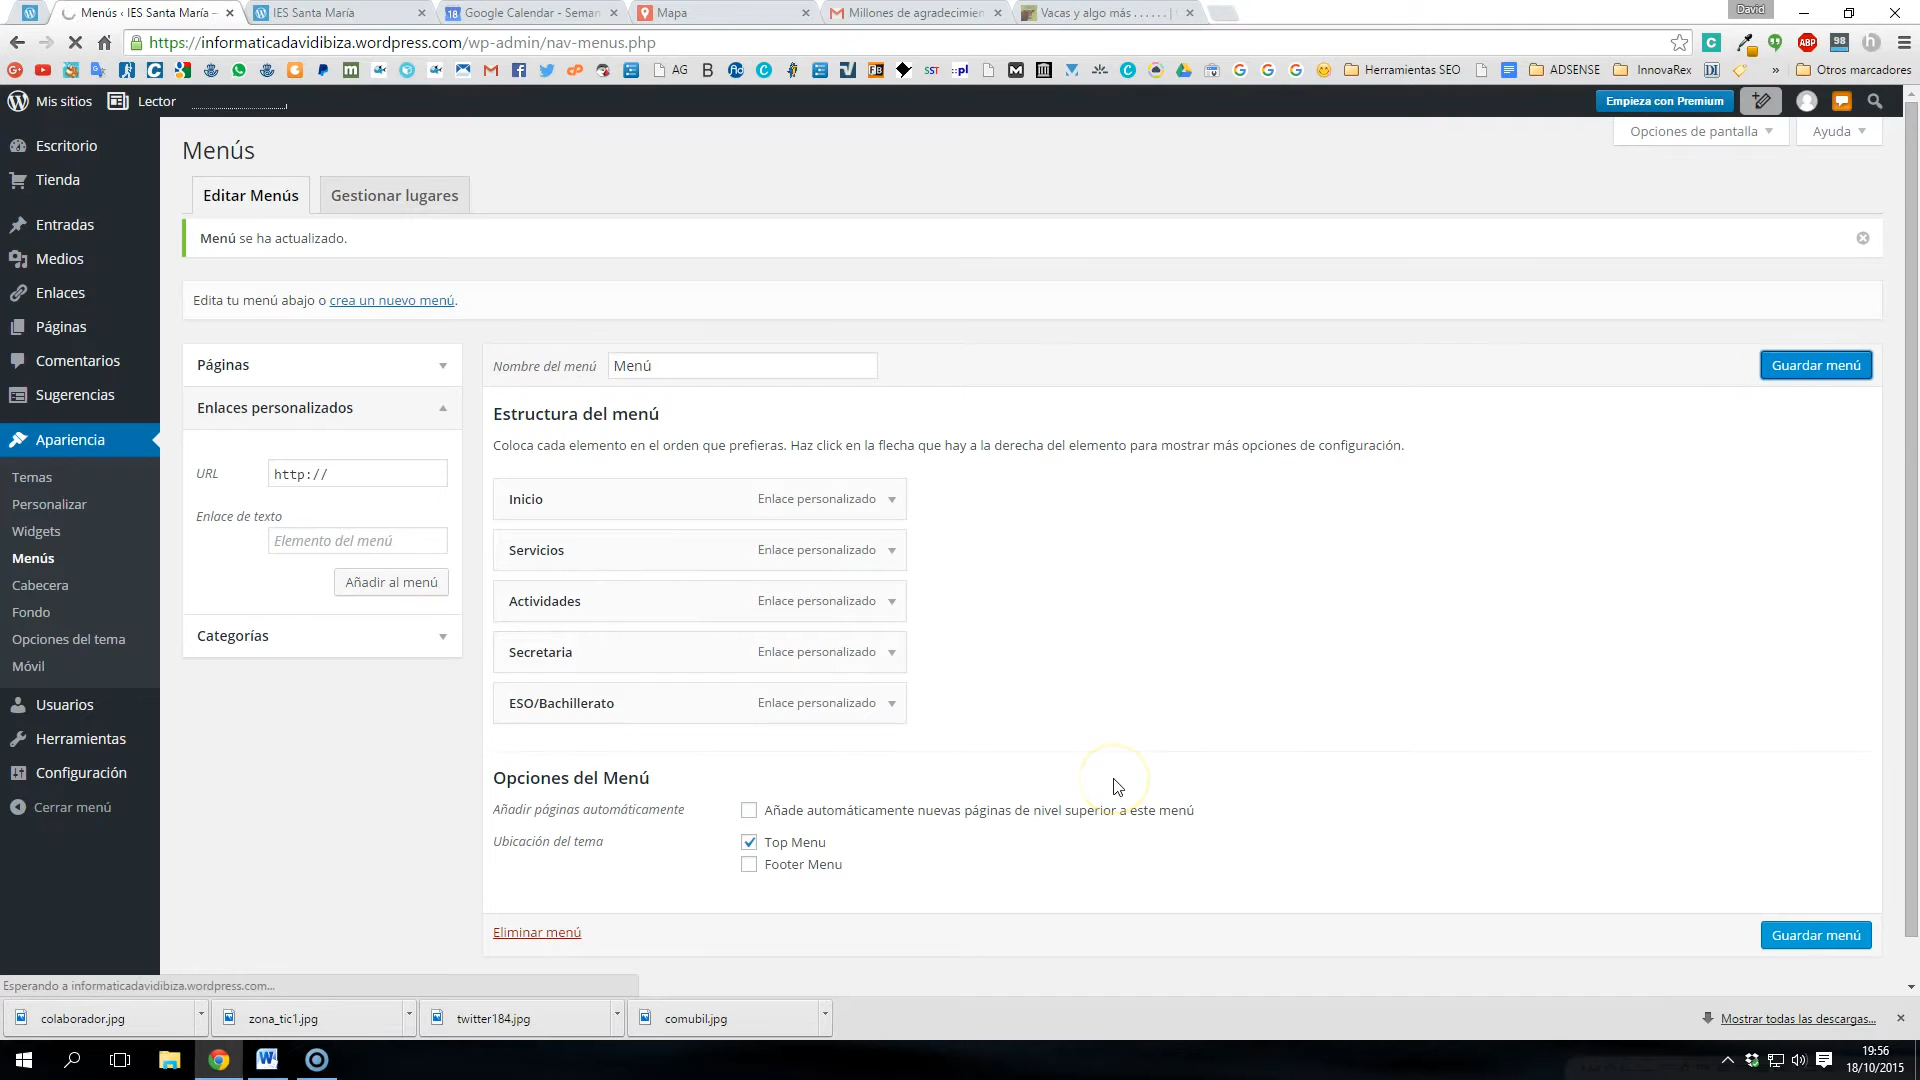 Menús ‹ IES Santa María –
IES Santa María
Google Calendar - Seman
Mapa
Millones de agradecimien
Vacas y algo más . . . . . . |
David
https://informaticadavidibiza.wordpress.com/wp-admin/nav-menus.php
AG
Herramientas SEO
ADSENSE
InnovaRex
Otros marcadores
Mis sitios
Lector
Empieza con Premium
Opciones de pantalla
Ayuda
Escritorio
Tienda
Entradas
Medios
Enlaces
Páginas
Comentarios
Sugerencias
Apariencia
Temas
Personalizar
Widgets
Menús
Cabecera
Fondo
Opciones del tema
Móvil
Usuarios
Herramientas
Configuración
Cerrar menú
Menús
Editar Menús
Gestionar lugares
Menú se ha actualizado.
Edita tu menú abajo o crea un nuevo menú.
Páginas
Enlaces personalizados
URL
http://
Enlace de texto
Elemento del menú
Añadir al menú
Categorías
Nombre del menú
Menú
Guardar menú
Estructura del menú
Coloca cada elemento en el orden que prefieras. Haz click en la flecha que hay a la derecha del elemento para mostrar más opciones de configuración.
Inicio
Enlace personalizado
Servicios
Enlace personalizado
Actividades
Enlace personalizado
Secretaria
Enlace personalizado
ESO/Bachillerato
Enlace personalizado
Opciones del Menú
Añadir páginas automáticamente
Añade automáticamente nuevas páginas de nivel superior a este menú
Ubicación del tema
Top Menu
Footer Menu
Eliminar menú
Guardar menú
Esperando a informaticadavidibiza.wordpress.com...
colaborador.jpg
zona_tic1.jpg
twitter184.jpg
comubil.jpg
Mostrar todas las descargas...
19:56
18/10/2015